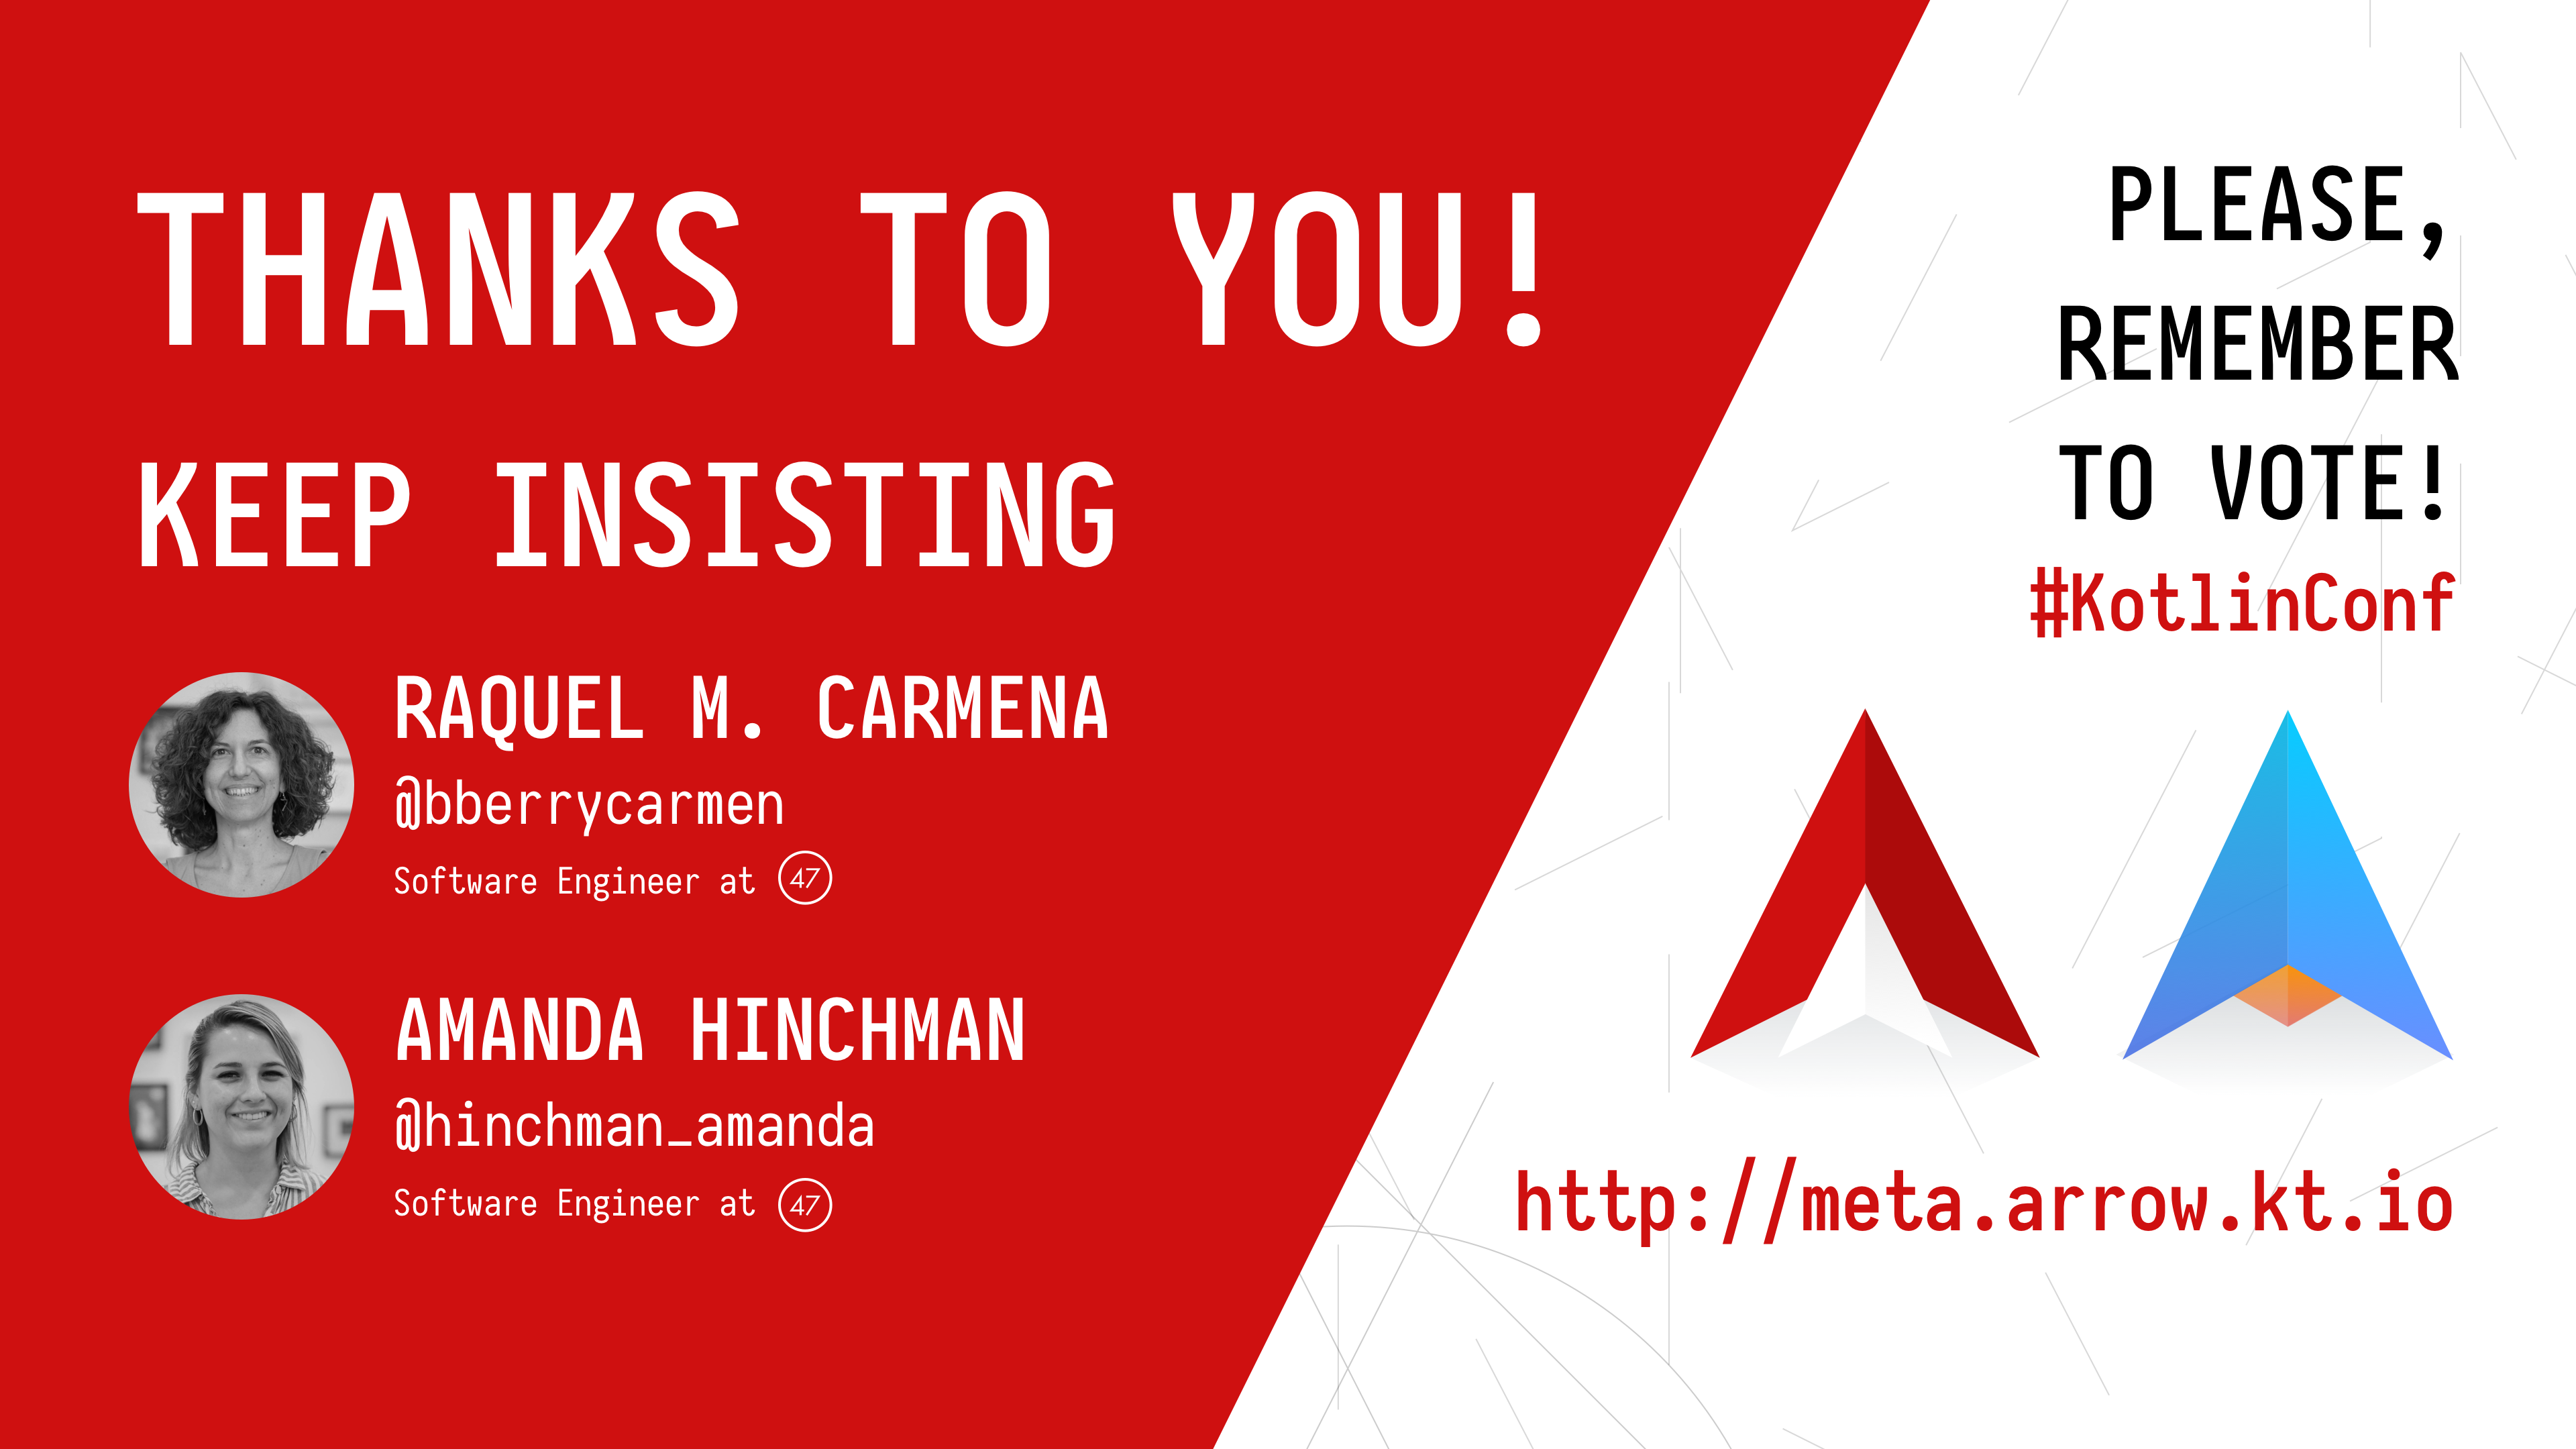 THANKS TO YOU!
KEEP INSISTING
RAQUEL M. CARMENA
@bberrycarmen
Software Engineer at 47
AMANDA HINCHMAN
@hinchman_amanda
Software Engineer at 47
PLEASE,
REMEMBER
TO VOTE!
#KotlinConf
http://meta.arrow.kt.io